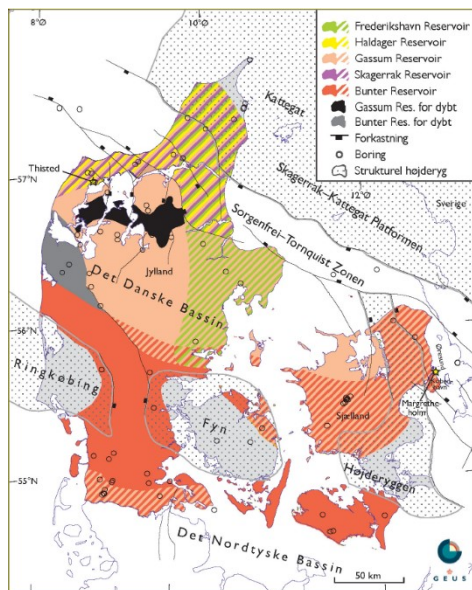 8°Ø
10°Ø
Frederikshavn Reservoir
Haldager Reservoir
Gassum Reservoir
Skagerrak Reservoir
Bunter Reservoir
Gassum Res. for dybt
Bunter Res. for dybt
Forkastning
Boring
Strukturel højderyg
Kattegat
Thisted
57°N
12°Ø
Sverige
Skagerrak-Kattegat Platformen
Sorgenfrei-Tornquist Zonen
Jylland
Det Danske Bassin
56°N
Ringkøbing
Øresund
Sjælland
Margrethe-
holm
Fyn
55°N
Højderyggen
Det Nordtyske Bassin
50 km
GEUS